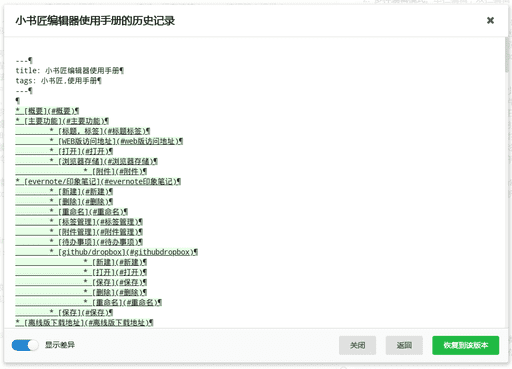 小书匠编辑器使用手册的历史记录
✖
---¶
title: 小书匠编辑器使用手册¶
tags: 小书匠,使用手册¶
---¶
¶
* [概要](#概要)¶
* [主要功能](#主要功能)¶
* [标题, 标签](#标题标签)¶
* [WEB版访问地址](#web版访问地址)¶
* [打开](#打开)¶
* [浏览器存储](#浏览器存储)¶
* [附件](#附件)¶
* [evernote/印象笔记](#evernote印象笔记)¶
* [新建](#新建)¶
* [删除](#删除)¶
* [重命名](#重命名)¶
* [标签管理](#标签管理)¶
* [附件管理](#附件管理)¶
* [待办事项](#待办事项)¶
* [github/dropbox](#githubdropbox)¶
* [新建](#新建)¶
* [打开](#打开)¶
* [保存](#保存)¶
* [删除](#删除)¶
* [重命名](#重命名)¶
* [保存](#保存)¶
* [离线版下载地址](#离线版下载地址)¶
显示差异
关闭
返回
恢复到该版本